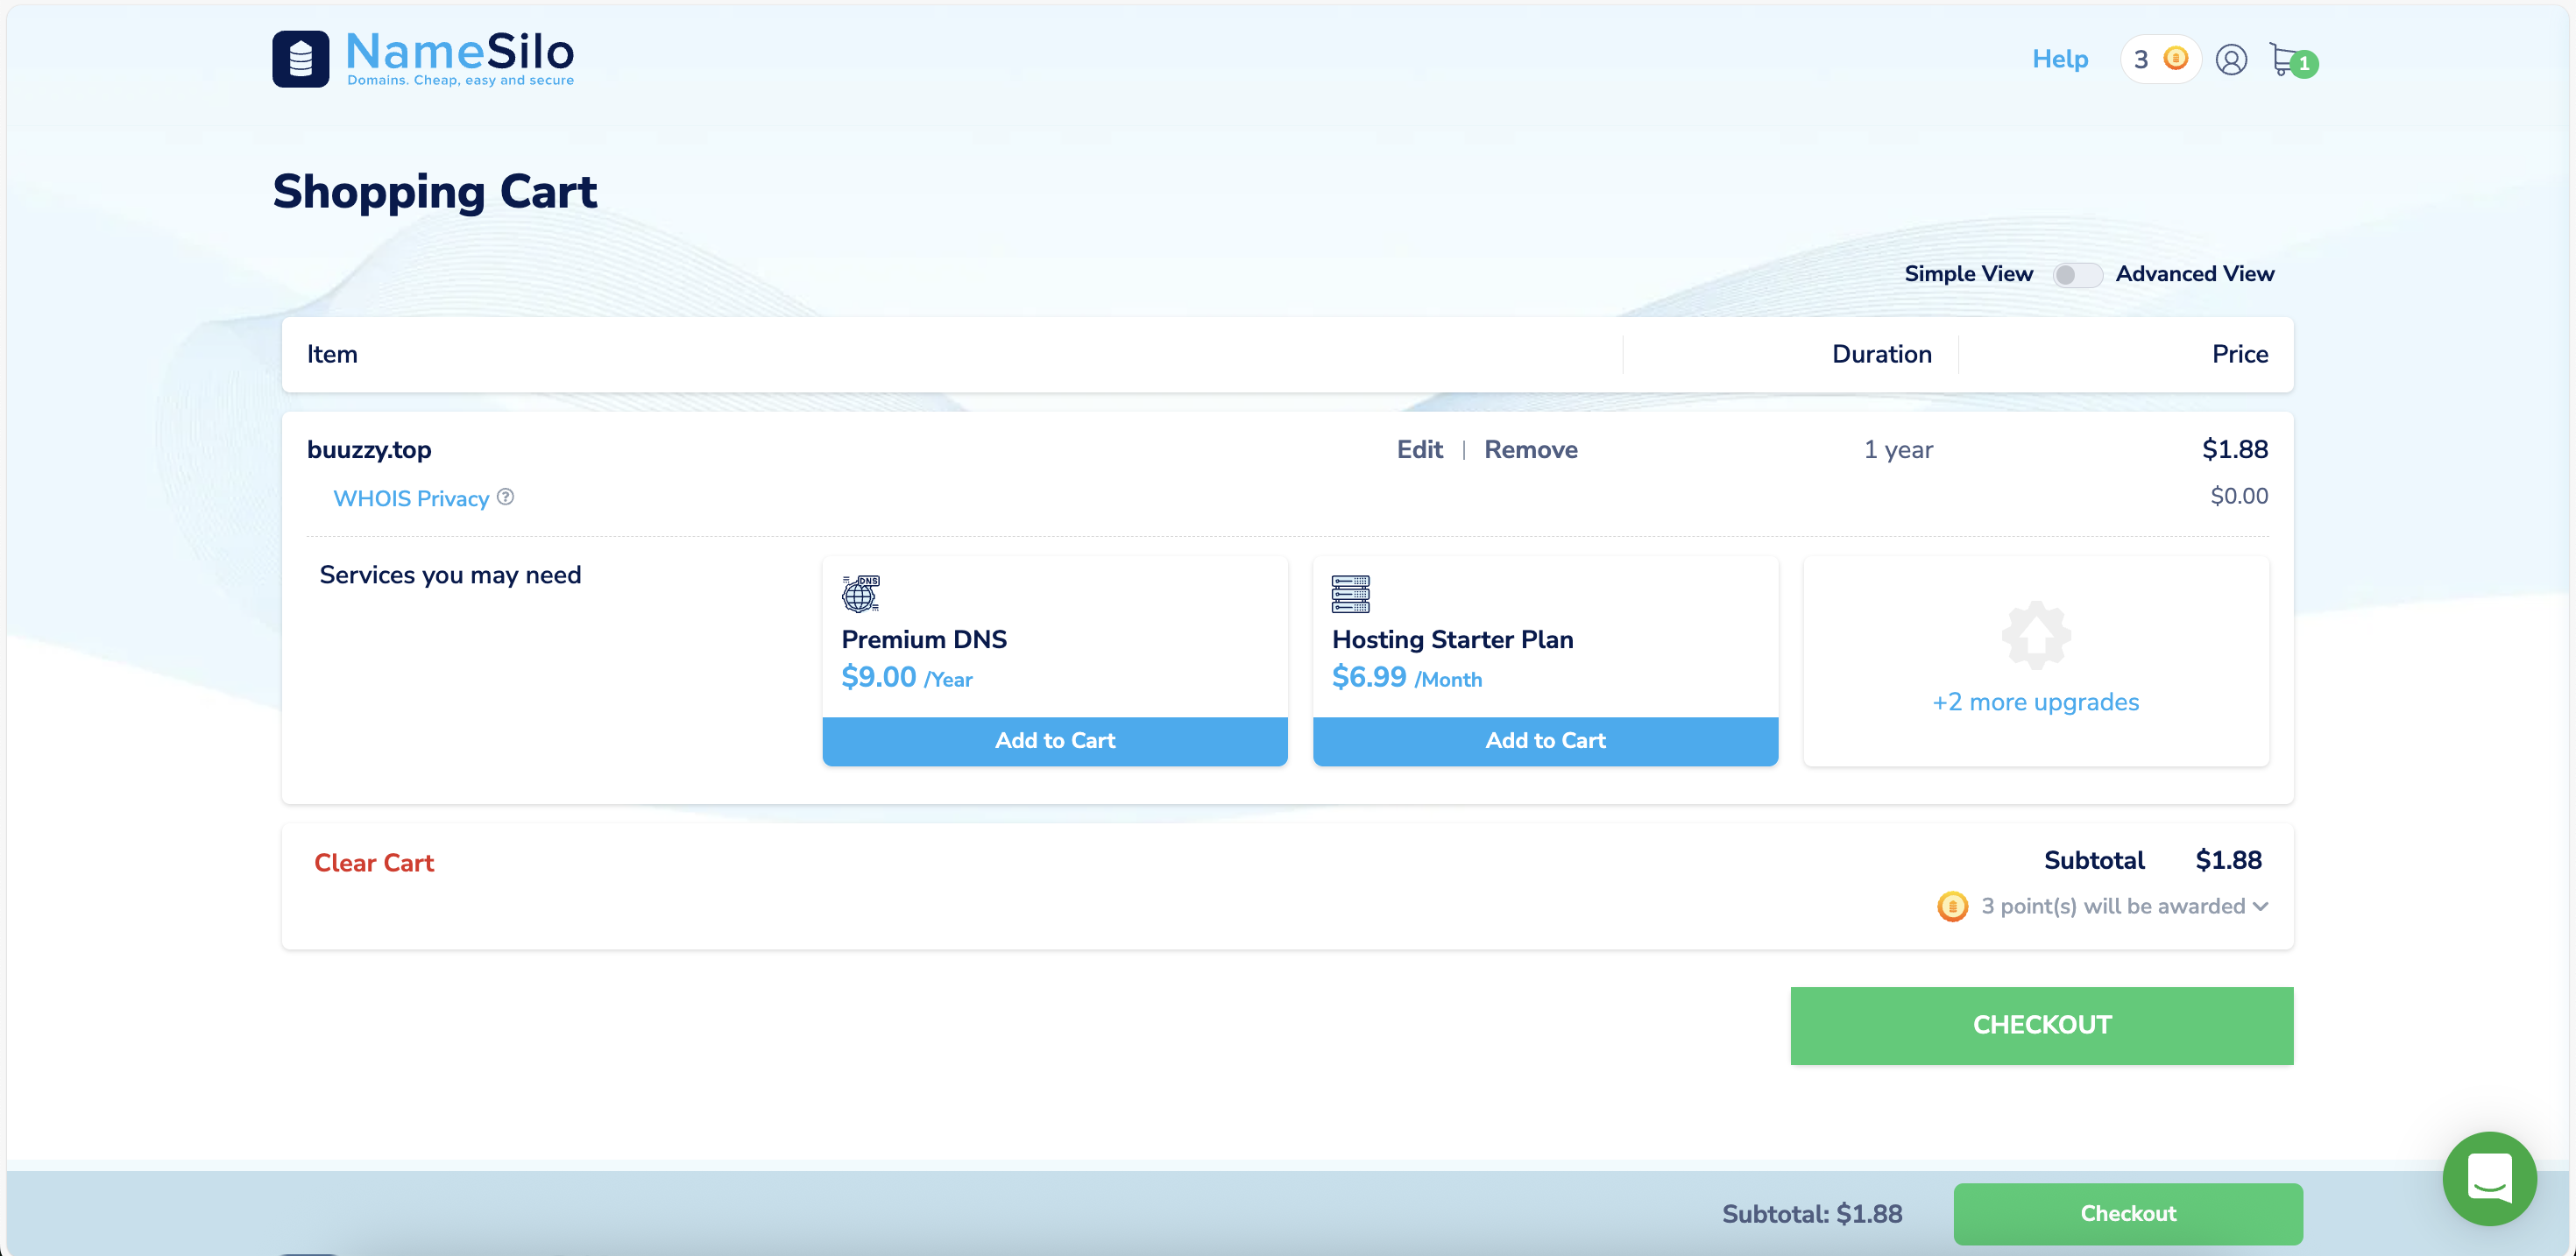 NameSilo
Domains. Cheap, easy and secure
Help
3
1
Shopping Cart
Simple View
Advanced View
Item
Duration
Price
buuzzy.top
Edit | Remove
1 year
$1.88
WHOIS Privacy ?
$0.00
Services you may need
DNS
Premium DNS
$9.00 /Year
Add to Cart
Hosting Starter Plan
$6.99 /Month
Add to Cart
+2 more upgrades
Clear Cart
Subtotal $1.88
3 point(s) will be awarded
CHECKOUT
Subtotal: $1.88
Checkout